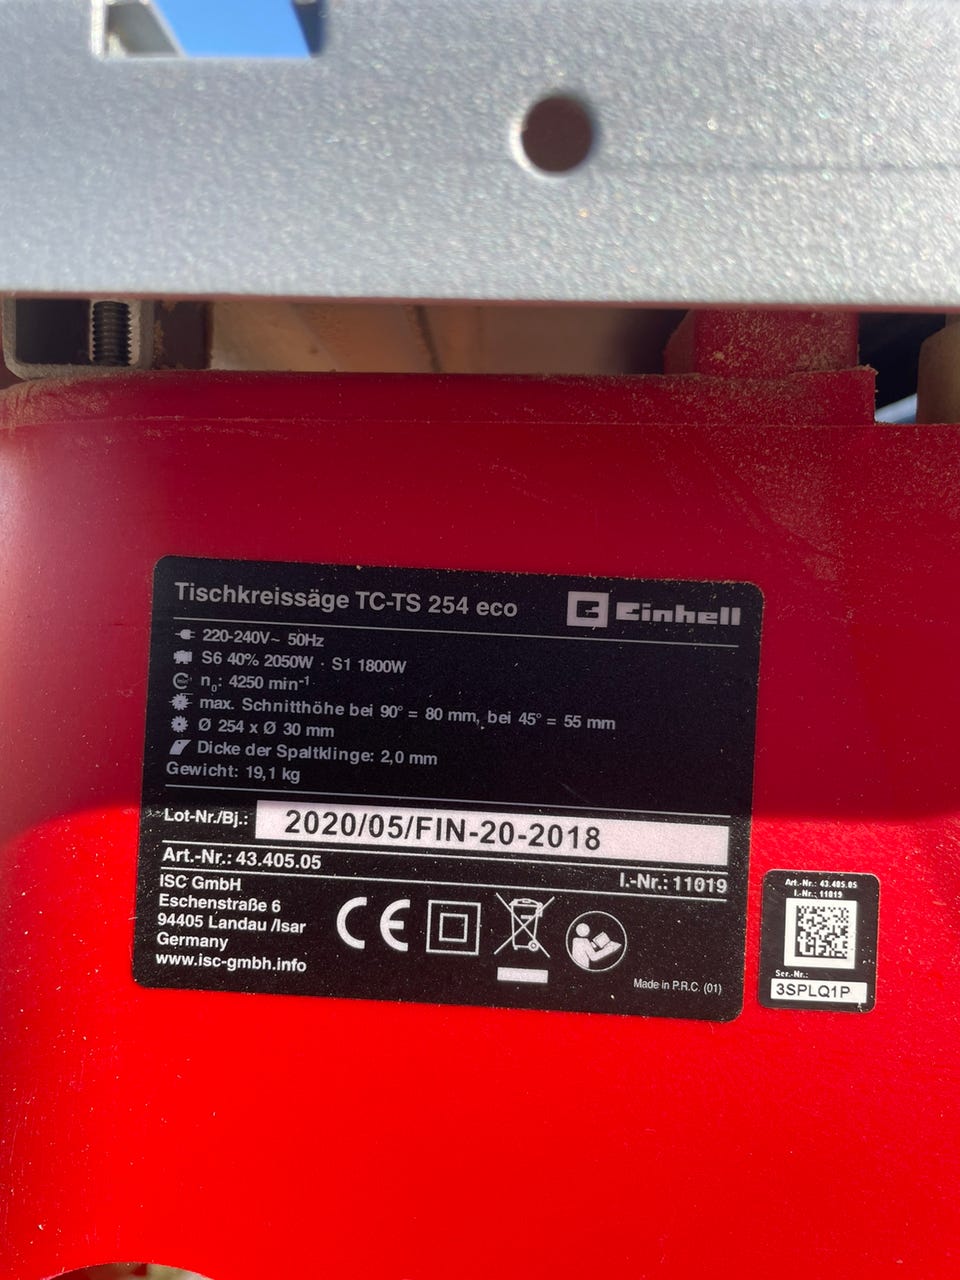 Tischkreissäge TC-TS 254 eco
Einhell
220-240V~ 50Hz
S6 40% 2050W · S1 1800W
n₀: 4250 min⁻¹
max. Schnitthöhe bei 90° = 80 mm, bei 45° = 55 mm
Ø 254 x Ø 30 mm
Dicke der Spaltklinge: 2,0 mm
Gewicht: 19,1 kg
Lot-Nr./Bj.: 2020/05/FIN-20-2018
Art.-Nr.: 43.405.05
I.-Nr.: 11019
ISC GmbH
Eschenstraße 6
94405 Landau /Isar
Germany
www.isc-gmbh.info
CE
Made in P.R.C. (01)
Art.-Nr.: 43.405.05
I.-Nr.: 11019
Ser.-Nr.:
3SPLQ1P